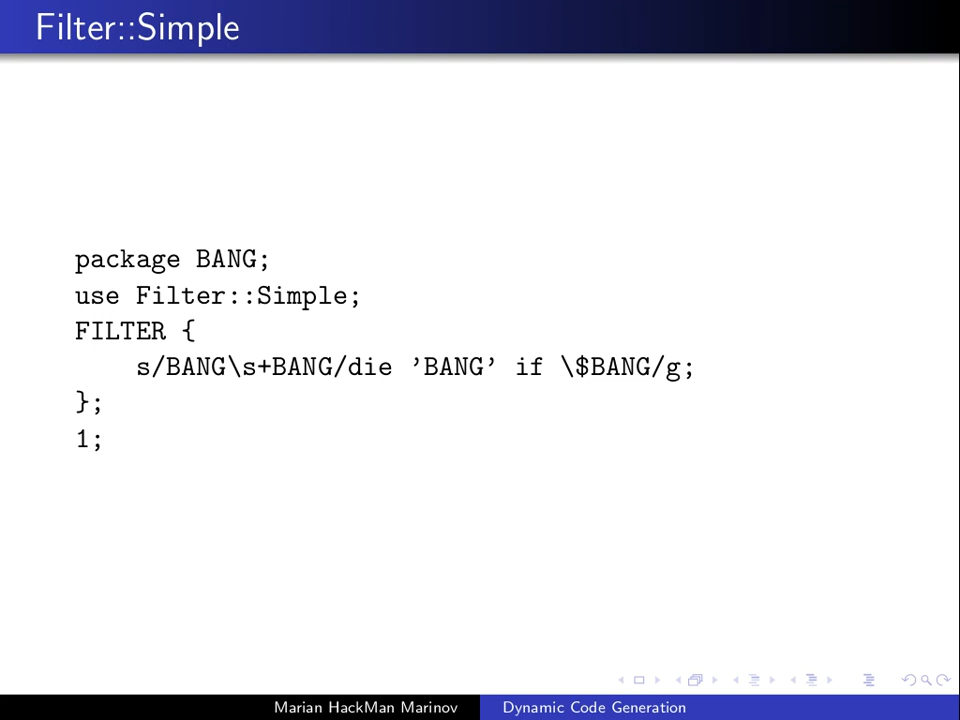 Filter::Simple
package BANG;
use Filter::Simple;
FILTER {
    s/BANG\s+BANG/die ’BANG’ if \$BANG/g;
};
1;
Marian HackMan Marinov
Dynamic Code Generation